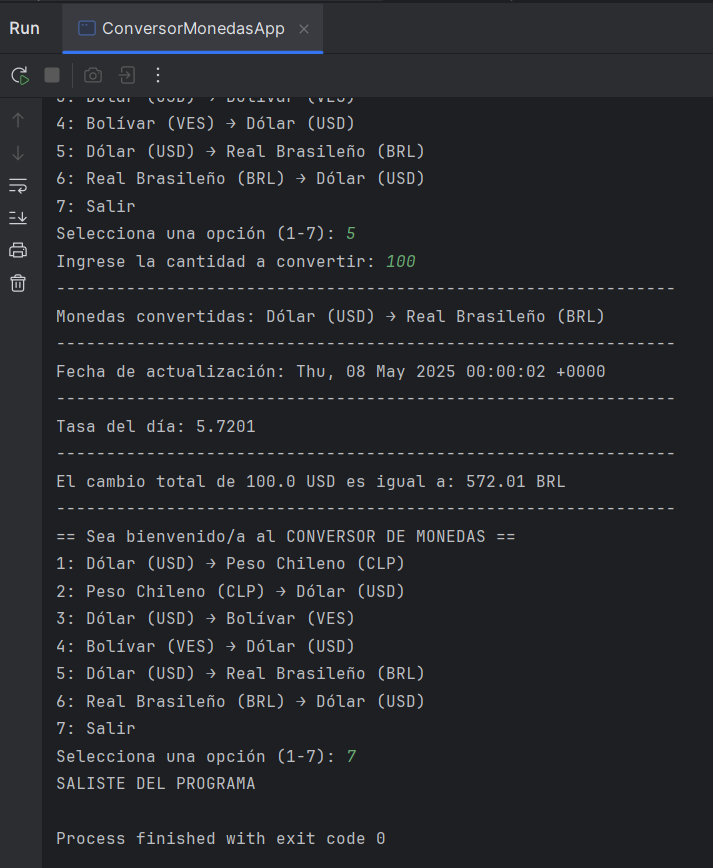 Run
ConversorMonedasApp
3: Dólar (USD) → Bolívar (VES)
4: Bolívar (VES) → Dólar (USD)
5: Dólar (USD) → Real Brasileño (BRL)
6: Real Brasileño (BRL) → Dólar (USD)
7: Salir
Selecciona una opción (1-7): 5
Ingrese la cantidad a convertir: 100
--------------------------------------------------------------
Monedas convertidas: Dólar (USD) → Real Brasileño (BRL)
--------------------------------------------------------------
Fecha de actualización: Thu, 08 May 2025 00:00:02 +0000
--------------------------------------------------------------
Tasa del día: 5.7201
--------------------------------------------------------------
El cambio total de 100.0 USD es igual a: 572.01 BRL
--------------------------------------------------------------
== Sea bienvenido/a al CONVERSOR DE MONEDAS ==
1: Dólar (USD) → Peso Chileno (CLP)
2: Peso Chileno (CLP) → Dólar (USD)
3: Dólar (USD) → Bolívar (VES)
4: Bolívar (VES) → Dólar (USD)
5: Dólar (USD) → Real Brasileño (BRL)
6: Real Brasileño (BRL) → Dólar (USD)
7: Salir
Selecciona una opción (1-7): 7
SALISTE DEL PROGRAMA
Process finished with exit code 0